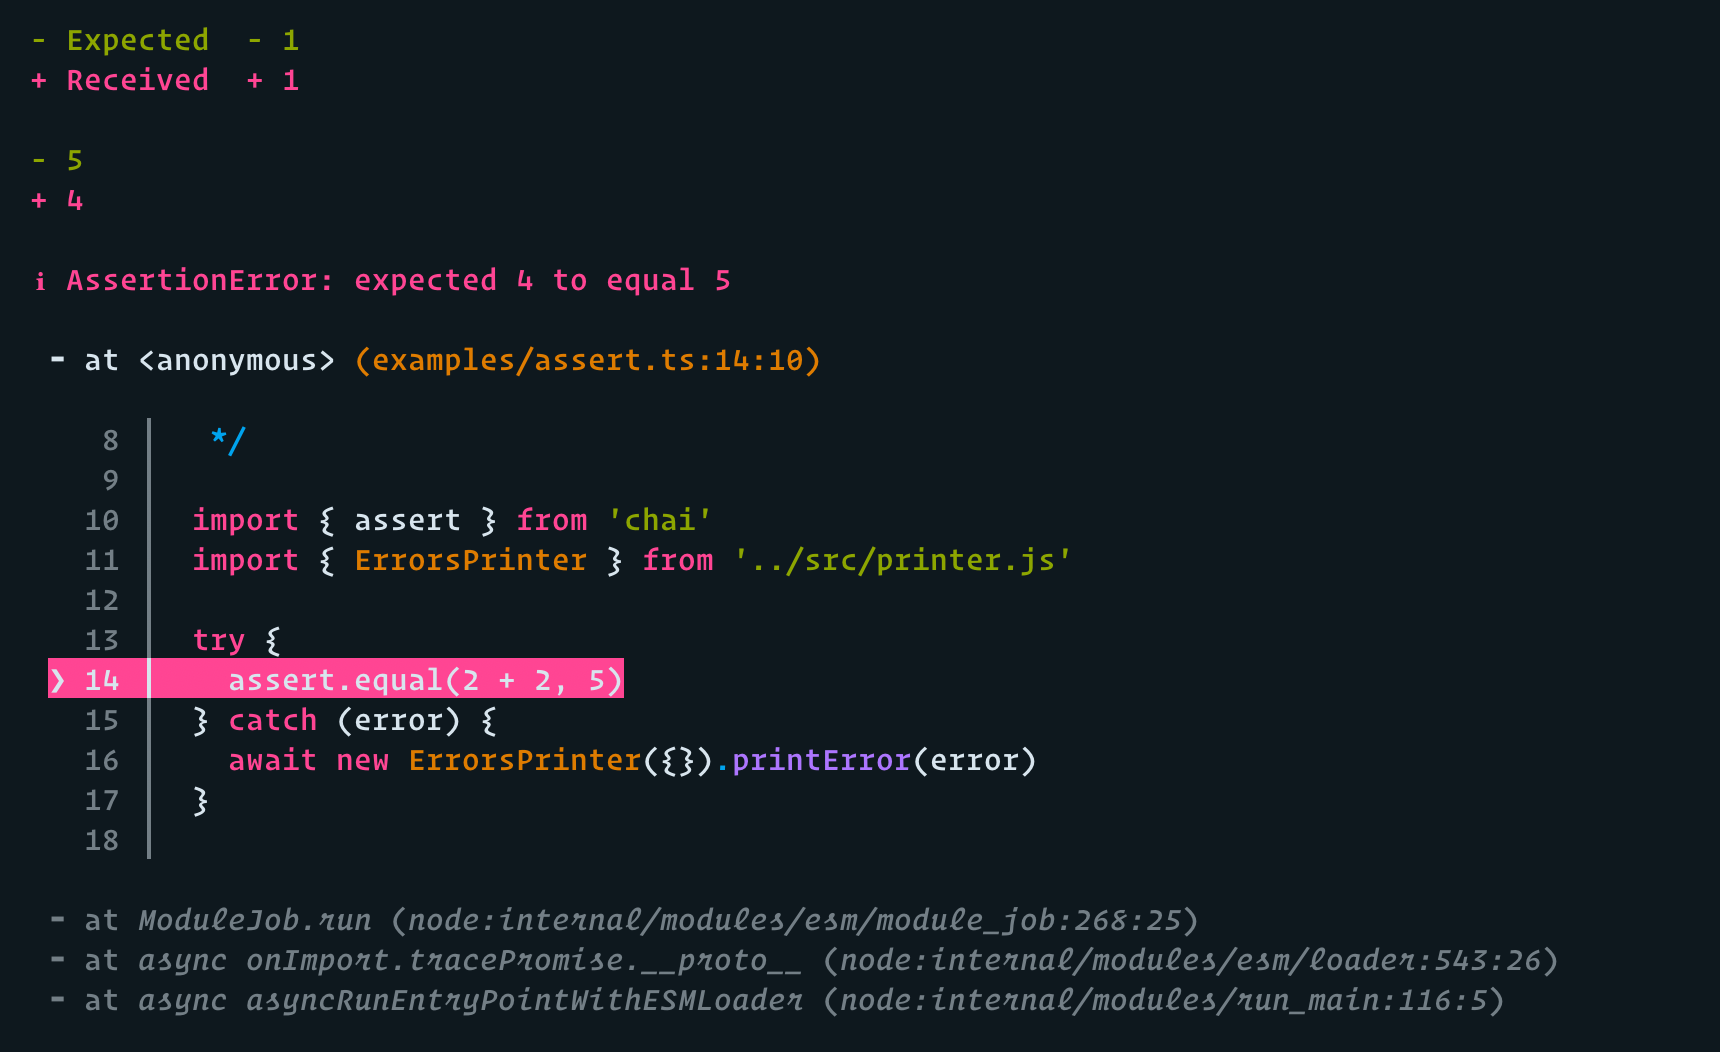 - Expected  - 1
+ Received  + 1
- 5
+ 4
ℹ AssertionError: expected 4 to equal 5
⁃ at <anonymous> (examples/assert.ts:14:10)
8 │ */
9 │
10 │ import { assert } from 'chai'
11 │ import { ErrorsPrinter } from '../src/printer.js'
12 │
13 │ try {
❯ 14 │ assert.equal(2 + 2, 5)
15 │ } catch (error) {
16 │ await new ErrorsPrinter({}).printError(error)
17 │ }
18 │
⁃ at ModuleJob.run (node:internal/modules/esm/module_job:268:25)
⁃ at async onImport.tracePromise.__proto__ (node:internal/modules/esm/loader:543:26)
⁃ at async asyncRunEntryPointWithESMLoader (node:internal/modules/run_main:116:5)